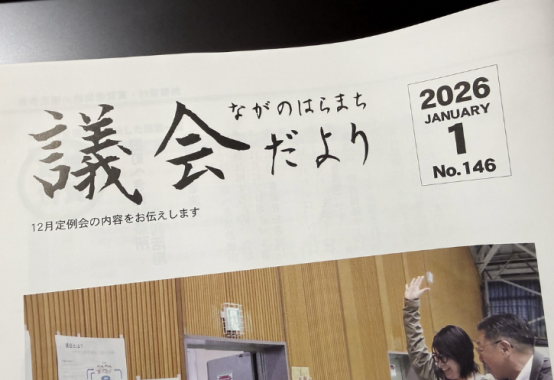 ながのはらまち
議会だより
12月定例会の内容をお伝えします
2026
JANUARY
1
No.146